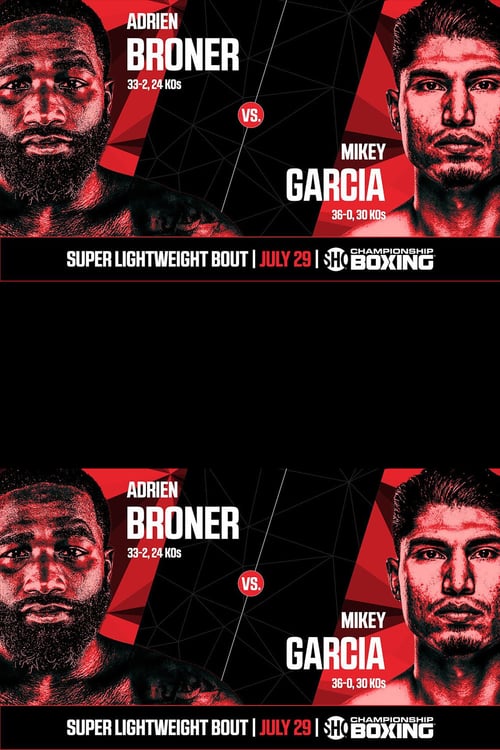 ADRIEN
BRONER
33-2, 24 KOs
VS.
MIKEY
GARCIA
36-0, 30 KOs
SUPER LIGHTWEIGHT BOUT | JULY 29 | SHO CHAMPIONSHIP BOXING
ADRIEN
BRONER
33-2, 24 KOs
VS.
MIKEY
GARCIA
36-0, 30 KOs
SUPER LIGHTWEIGHT BOUT | JULY 29 | SHO CHAMPIONSHIP BOXING